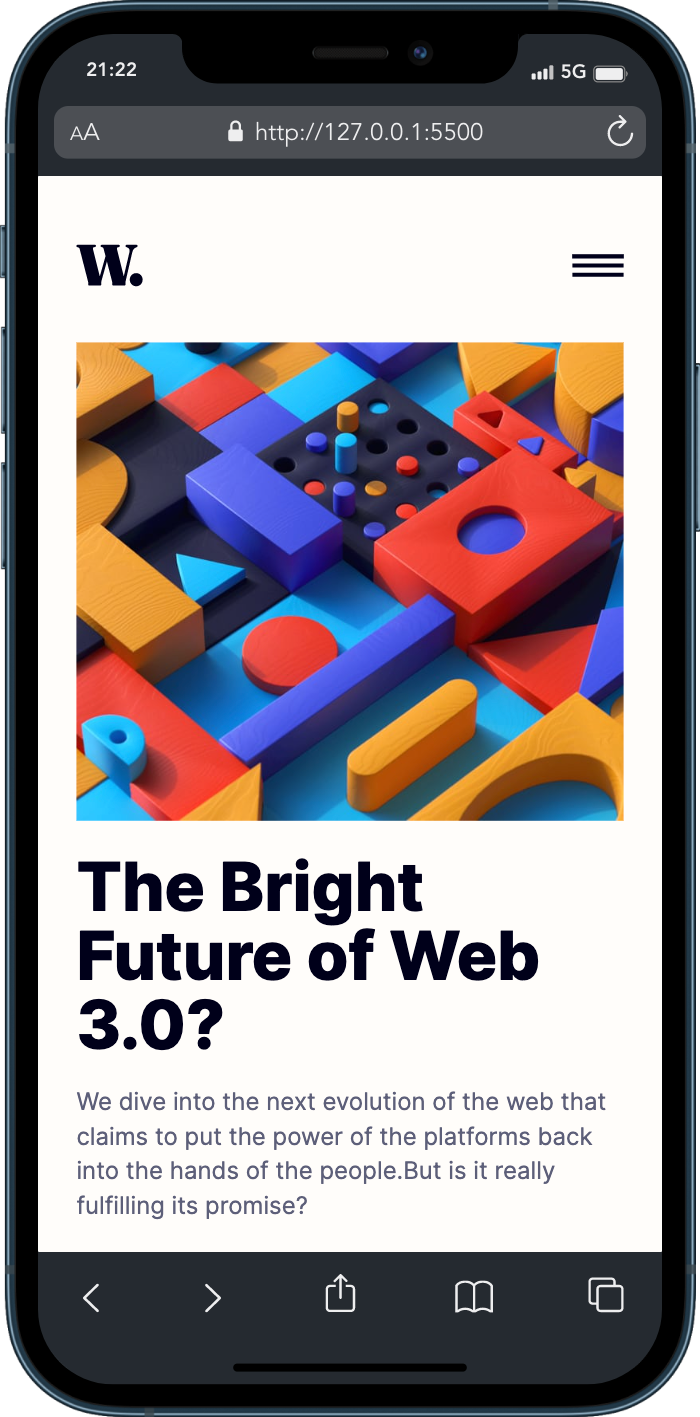 21:22 5G
AA http://127.0.0.1:5500
W.
The Bright
Future of Web
3.0?
We dive into the next evolution of the web that
claims to put the power of the platforms back
into the hands of the people.But is it really
fulfilling its promise?